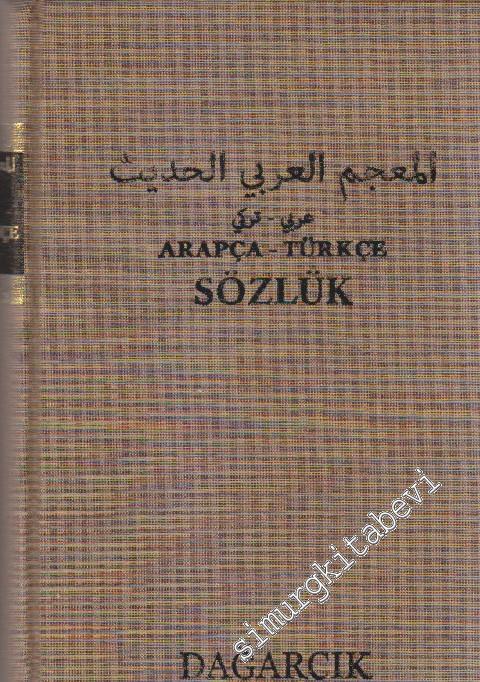 المعجم العربي الحديث
عربي - تركي
ARAPÇA - TÜRKÇE
SÖZLÜK
simurgkitabevi
DAĞARCIK